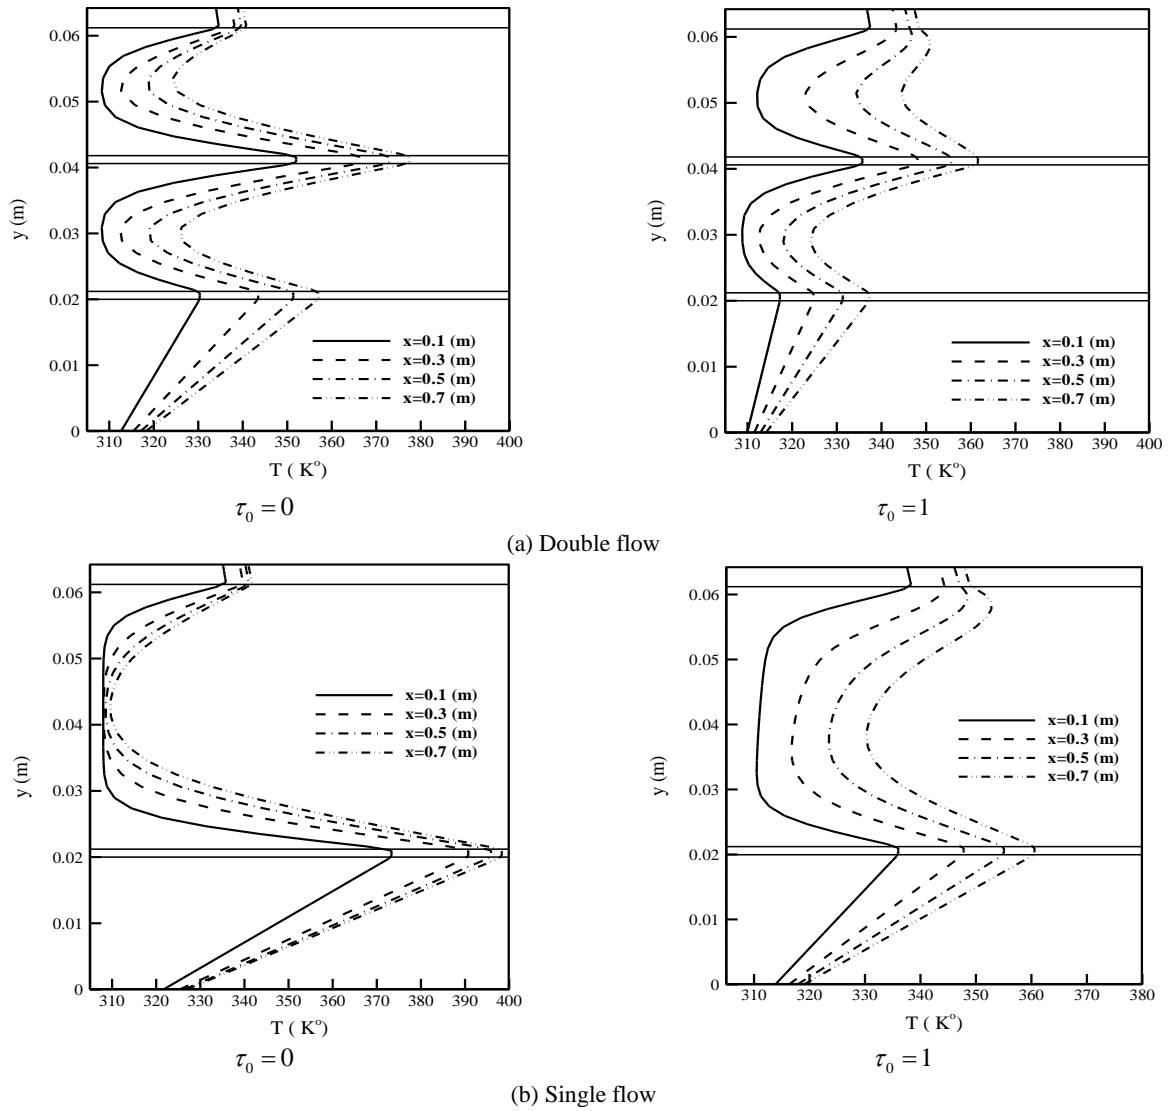 0.06
0.05
0.04
0.03
0.02
0.01
0
y (m)
x=0.1 (m)
x=0.3 (m)
x=0.5 (m)
x=0.7 (m)
310 320 330 340 350 360 370 380 390 400
T ( K°)
τ₀ = 0
0.06
0.05
0.04
0.03
0.02
0.01
0
y (m)
x=0.1 (m)
x=0.3 (m)
x=0.5 (m)
x=0.7 (m)
310 320 330 340 350 360 370 380 390 400
T ( K°)
τ₀ = 1
(a) Double flow
0.06
0.05
0.04
0.03
0.02
0.01
0
y (m)
x=0.1 (m)
x=0.3 (m)
x=0.5 (m)
x=0.7 (m)
310 320 330 340 350 360 370 380 390 400
T ( K°)
τ₀ = 0
0.06
0.05
0.04
0.03
0.02
0.01
0
y (m)
x=0.1 (m)
x=0.3 (m)
x=0.5 (m)
x=0.7 (m)
310 320 330 340 350 360 370 380
T ( K°)
τ₀ = 1
(b) Single flow